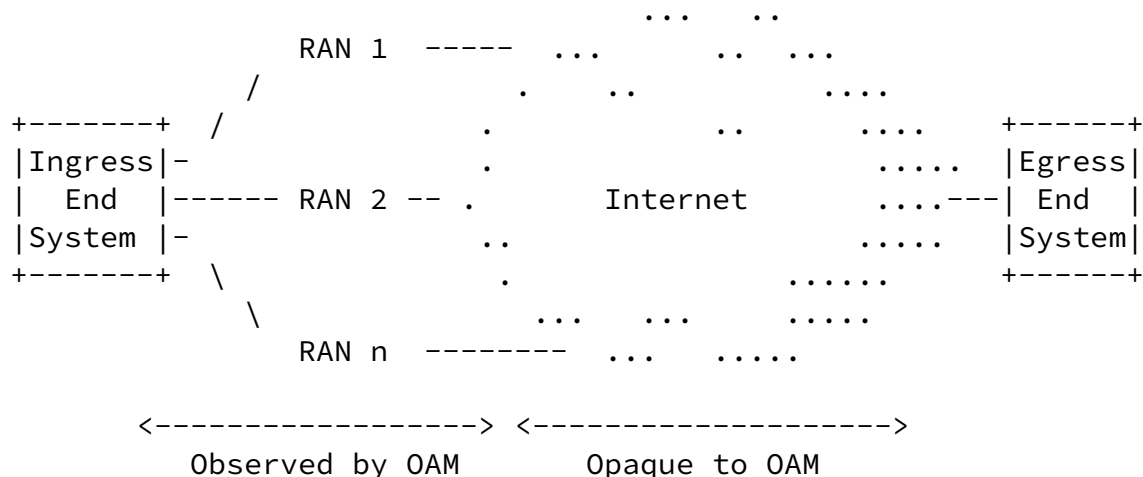 ...   ..
                RAN 1  -----  ...       ..  ...
             /              .    ..          ....
+-------+  /              .            ..     ....    +------+
|Ingress|-                .                    .....  |Egress|
|  End  |------ RAN 2 -- .       Internet       ....---| End  |
|System |-                ..                  .....   |System|
+-------+  \               .               ......     +------+
             \               ...   ...     .....
                RAN n  --------  ...   .....
       <------------------> <-------------------->
          Observed by OAM       Opaque to OAM